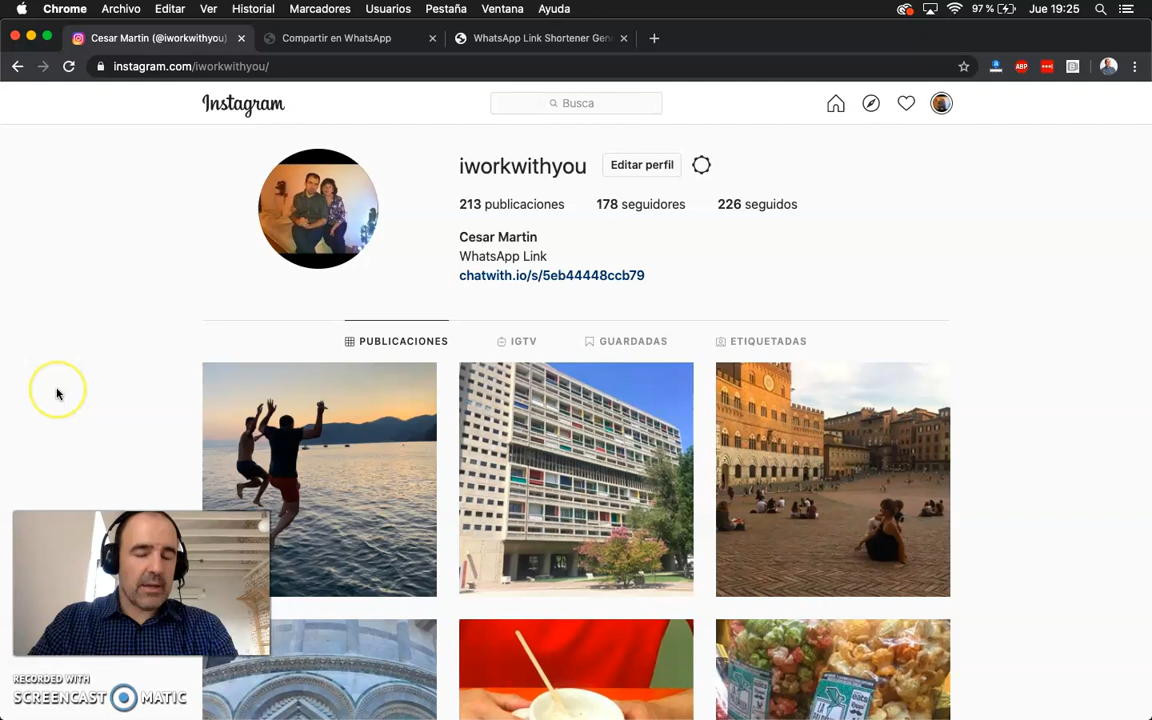 Chrome Archivo Editar Ver Historial Marcadores Usuarios Pestaña Ventana Ayuda 97 % Jue 19:25
Cesar Martin (@iworkwithyou) Compartir en WhatsApp WhatsApp Link Shortener Gen
instagram.com/iworkwithyou/ ABP
Instagram Busca
iworkwithyou Editar perfil
213 publicaciones 178 seguidores 226 seguidos
Cesar Martin
WhatsApp Link
chatwith.io/s/5eb44448ccb79
PUBLICACIONES IGTV GUARDADAS ETIQUETADAS
RECORDED WITH
SCREENCAST MATIC